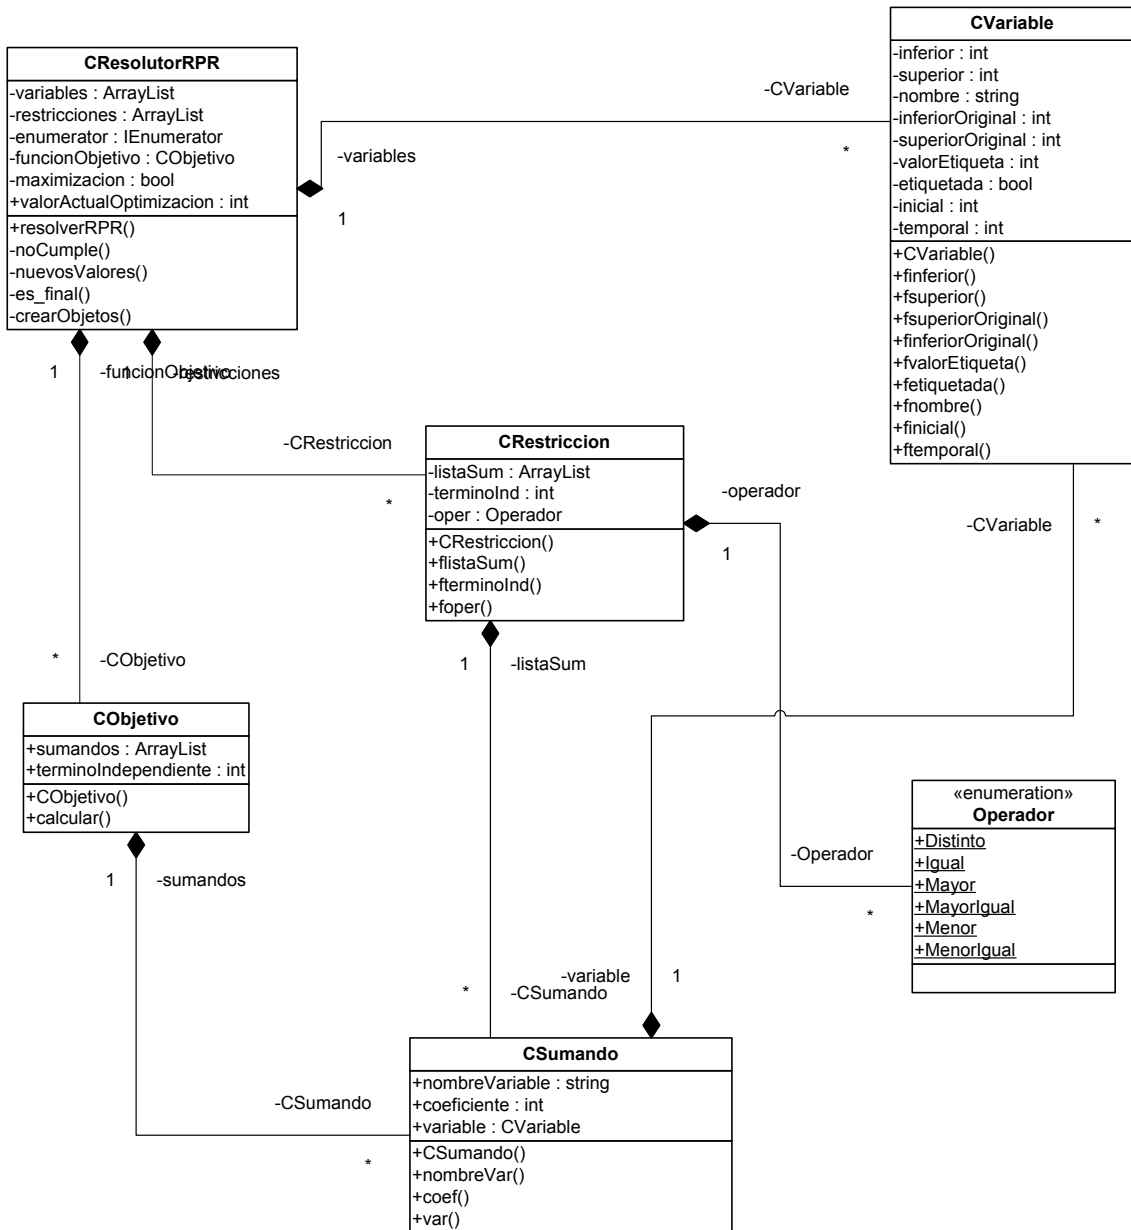 CVariable
-inferior : int
-superior : int
-nombre : string
-inferiorOriginal : int
-superiorOriginal : int
-valorEtiqueta : int
-etiquetada : bool
-inicial : int
-temporal : int
+CVariable()
+finferior()
+fsuperior()
+fsuperiorOriginal()
+finferiorOriginal()
+fvalorEtiqueta()
+fetiquetada()
+fnombre()
+finicial()
+ftemporal()
CResolutorRPR
-variables : ArrayList
-restricciones : ArrayList
-enumerator : IEnumerator
-funcionObjetivo : CObjetivo
-maximizacion : bool
+valorActualOptimizacion : int
+resolverRPR()
-noCumple()
-nuevosValores()
-es_final()
-crearObjetos()
-CVariable
*
-variables
1
1
-funcionObjetivo
1
-restricciones
-CRestriccion
*
CRestriccion
-listaSum : ArrayList
-terminoInd : int
-oper : Operador
+CRestriccion()
+flistaSum()
+fterminoInd()
+foper()
-operador
1
-CVariable
*
1
-listaSum
*
-CObjetivo
CObjetivo
+sumandos : ArrayList
+terminoIndependiente : int
+CObjetivo()
+calcular()
1
-sumandos
«enumeration»
Operador
+Distinto
+Igual
+Mayor
+MayorIgual
+Menor
+MenorIgual
-Operador
*
-variable
1
*
-CSumando
CSumando
+nombreVariable : string
+coeficiente : int
+variable : CVariable
+CSumando()
+nombreVar()
+coef()
+var()
-CSumando
*